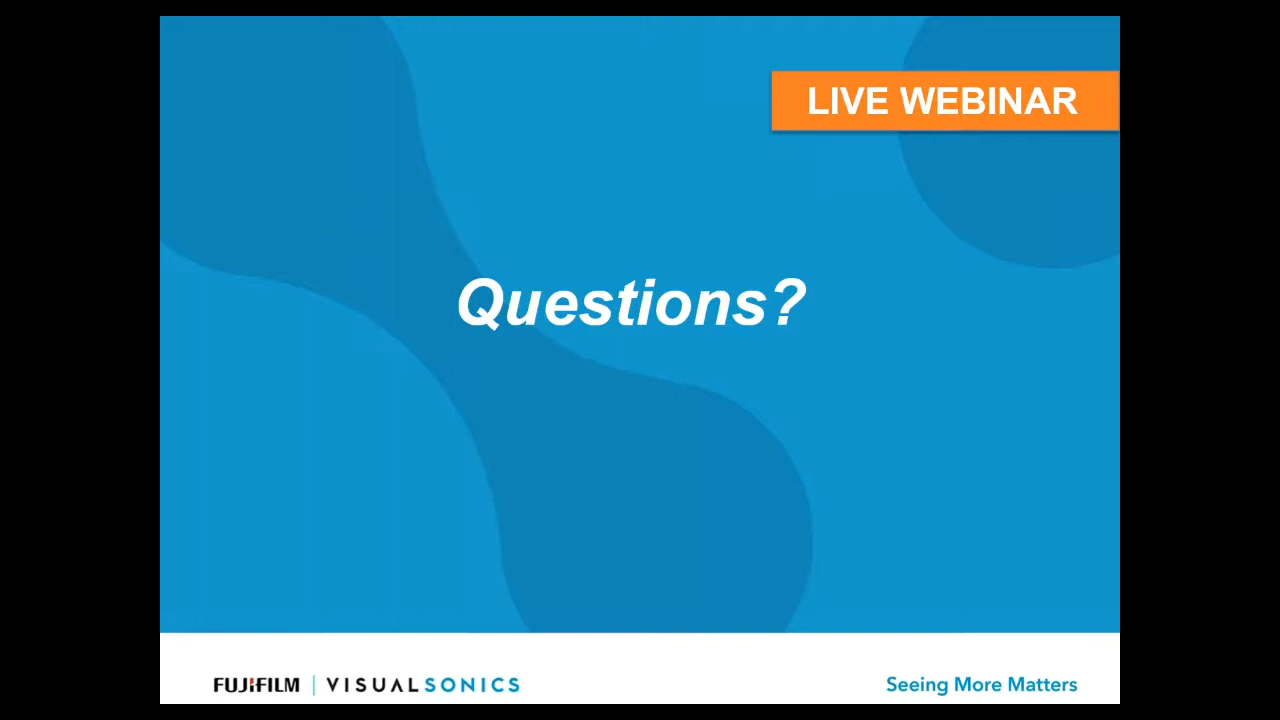 LIVE WEBINAR
Questions?
FUJIFILM | VISUALSONICS
Seeing More Matters